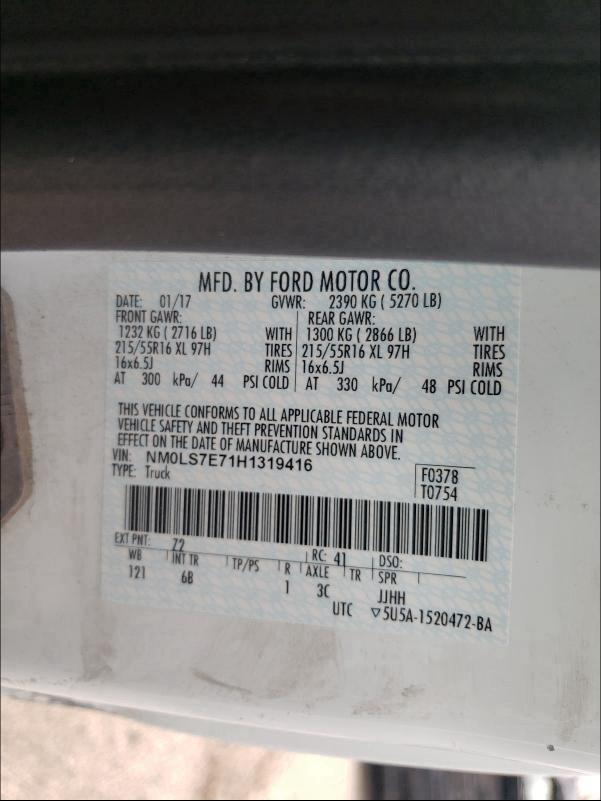 MFD. BY FORD MOTOR CO.
DATE: 01/17 GVWR: 2390 KG ( 5270 LB)
FRONT GAWR: REAR GAWR:
1232 KG ( 2716 LB) WITH 1300 KG ( 2866 LB) WITH
215/55R16 XL 97H TIRES 215/55R16 XL 97H TIRES
16x6.5J RIMS 16x6.5J RIMS
AT 300 kPa/ 44 PSI COLD AT 330 kPa/ 48 PSI COLD
THIS VEHICLE CONFORMS TO ALL APPLICABLE FEDERAL MOTOR
VEHICLE SAFETY AND THEFT PREVENTION STANDARDS IN
EFFECT ON THE DATE OF MANUFACTURE SHOWN ABOVE.
VIN: NM0LS7E71H1319416
TYPE: Truck
F0378
T0754
EXT PNT: Z2 RC: 41 DSO:
WB INT TR TP/PS R AXLE TR SPR
121 6B 1 3C JJHH
UTC ▽5U5A-1520472-BA